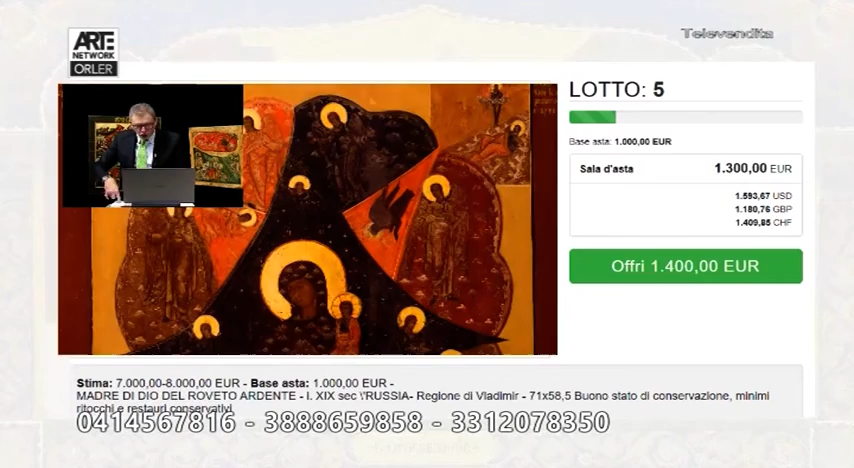 ARTE
NETWORK
ORLER
Televendita
LOTTO: 5
Base asta: 1.000,00 EUR
Sala d'asta 1.300,00 EUR
1.593,67 USD
1.180,76 GBP
1.409,85 CHF
Offri 1.400,00 EUR
Stima: 7.000,00-8.000,00 EUR - Base asta: 1.000,00 EUR -
MADRE DI DIO DEL ROVETO ARDENTE - I. XIX sec \"RUSSIA- Regione di Vladimir - 71x58,5 Buono stato di conservazione, minimi
ritocchi e restauri conservativi
0414567816 - 3888659858 - 3312078350